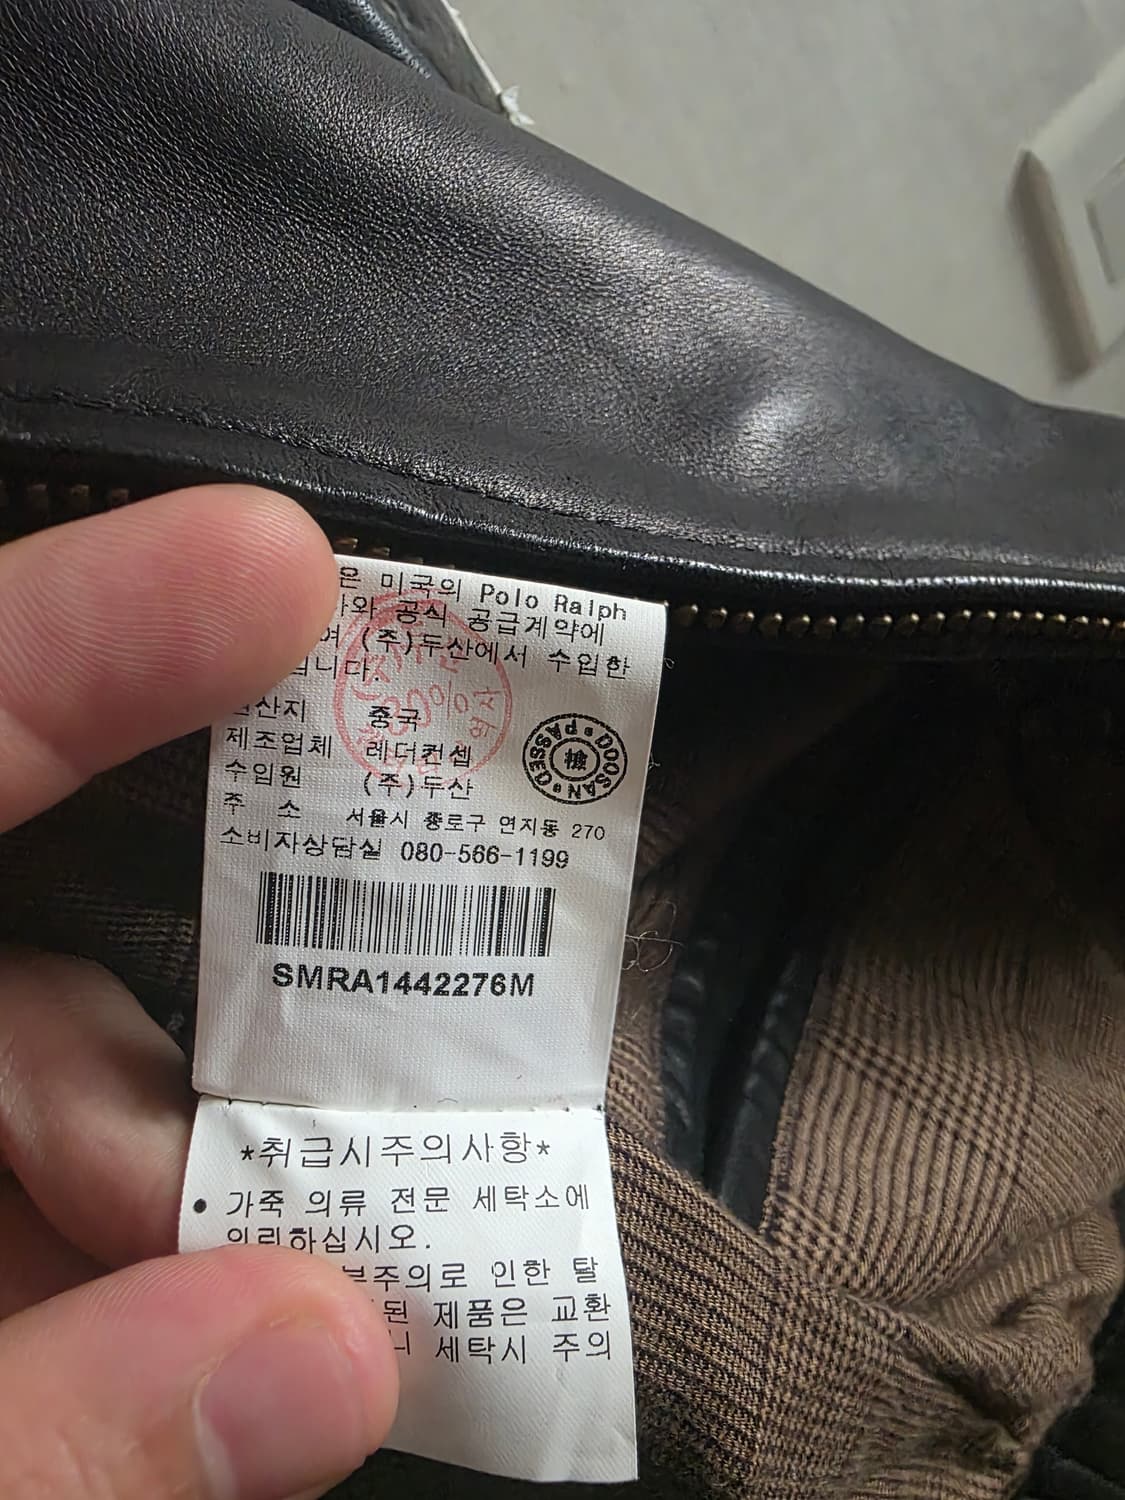 은 미국의 Polo Ralph
와 공식 공급계약에
여 (주)두산에서 수입한
입니다.
산지 중국
제조업체 레더컨셉
수입원 (주)두산
주 소 서울시 종로구 연지동 270
소비자상담실 080-566-1199
DOOSAN PASSED
檢
SMRA1442276M
*취급시주의사항*
• 가죽 의류 전문 세탁소에
의뢰하십시오.
부주의로 인한 탈
된 제품은 교환
니 세탁시 주의